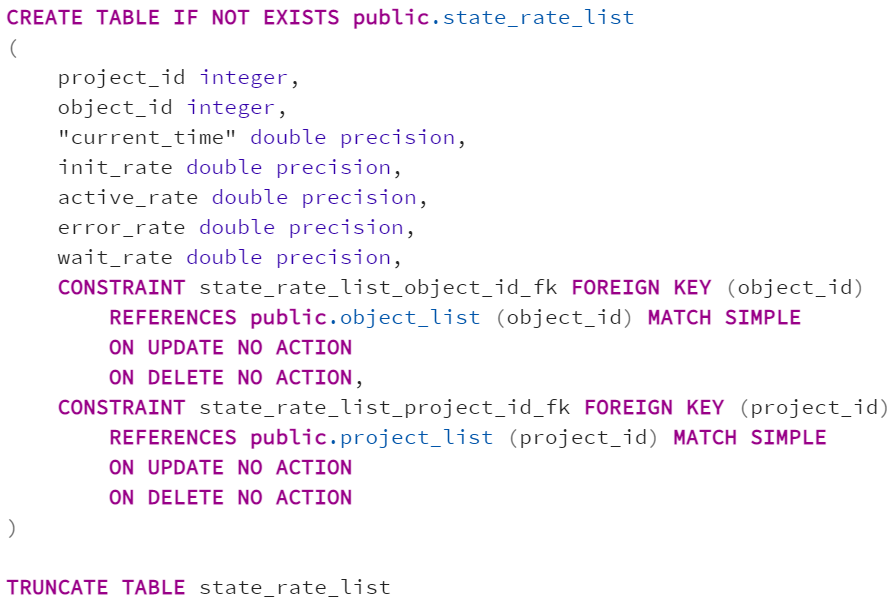 CREATE TABLE IF NOT EXISTS public.state_rate_list
(
    project_id integer,
    object_id integer,
    "current_time" double precision,
    init_rate double precision,
    active_rate double precision,
    error_rate double precision,
    wait_rate double precision,
    CONSTRAINT state_rate_list_object_id_fk FOREIGN KEY (object_id)
        REFERENCES public.object_list (object_id) MATCH SIMPLE
        ON UPDATE NO ACTION
        ON DELETE NO ACTION,
    CONSTRAINT state_rate_list_project_id_fk FOREIGN KEY (project_id)
        REFERENCES public.project_list (project_id) MATCH SIMPLE
        ON UPDATE NO ACTION
        ON DELETE NO ACTION
)
TRUNCATE TABLE state_rate_list